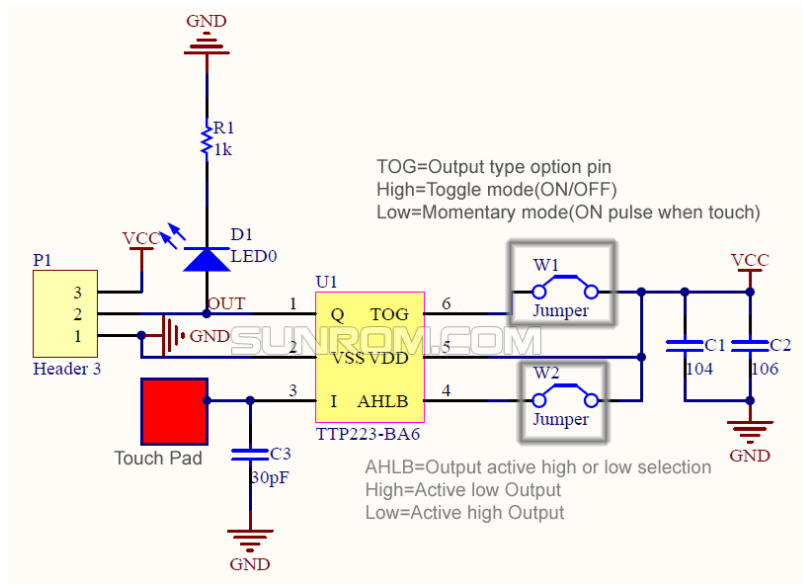 GND
R1
1k
TOG=Output type option pin
High=Toggle mode(ON/OFF)
Low=Momentary mode(ON pulse when touch)
VCC
D1
LED0
P1
3
2
1
Header 3
OUT
GND
U1
1
Q
TOG
6
2
VSS
VDD
5
3
I
AHLB
4
TTP223-BA6
W1
Jumper
W2
Jumper
VCC
C1
104
C2
106
GND
SUNROM.COM
Touch Pad
C3
30pF
GND
AHLB=Output active high or low selection
High=Active low Output
Low=Active high Output